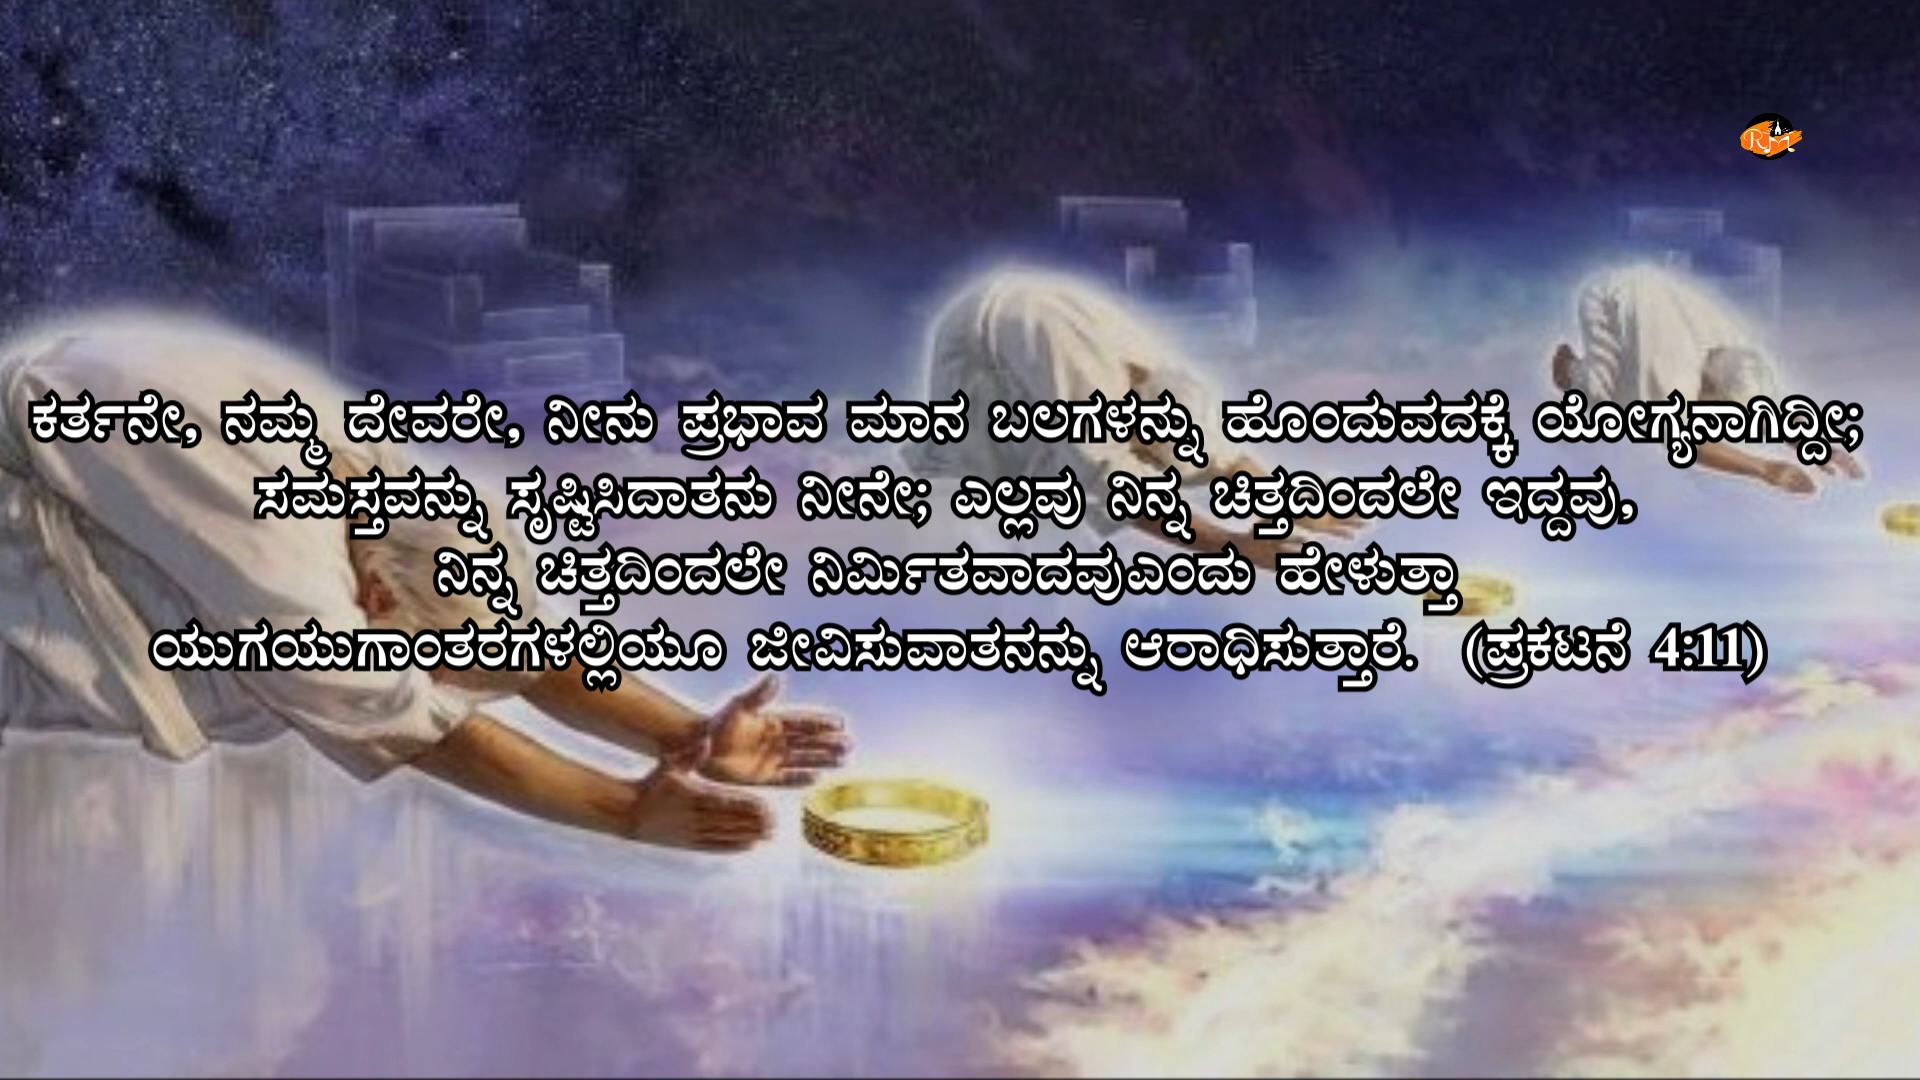 RM
ಕರ್ತನೇ, ನಮ್ಮ ದೇವರೇ, ನೀನು ಪ್ರಭಾವ ಮಾನ ಬಲಗಳನ್ನು ಹೊಂದುವದಕ್ಕೆ ಯೋಗ್ಯನಾಗಿದ್ದೀ;
ಸಮಸ್ತವನ್ನು ಸೃಷ್ಟಿಸಿದಾತನು ನೀನೇ; ಎಲ್ಲವು ನಿನ್ನ ಚಿತ್ತದಿಂದಲೇ ಇದ್ದವು,
ನಿನ್ನ ಚಿತ್ತದಿಂದಲೇ ನಿರ್ಮಿತವಾದವುಎಂದು ಹೇಳುತ್ತಾ
ಯುಗಯುಗಾಂತರಗಳಲ್ಲಿಯೂ ಜೀವಿಸುವಾತನನ್ನು ಆರಾಧಿಸುತ್ತಾರೆ. (ಪ್ರಕಟನೆ 4:11)